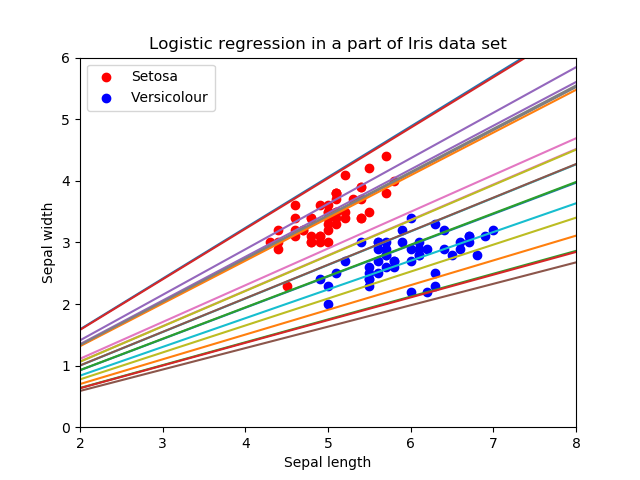 Logistic regression in a part of Iris data set
Setosa
Versicolour
Sepal width
6
5
4
3
2
1
0
2 3 4 5 6 7 8
Sepal length